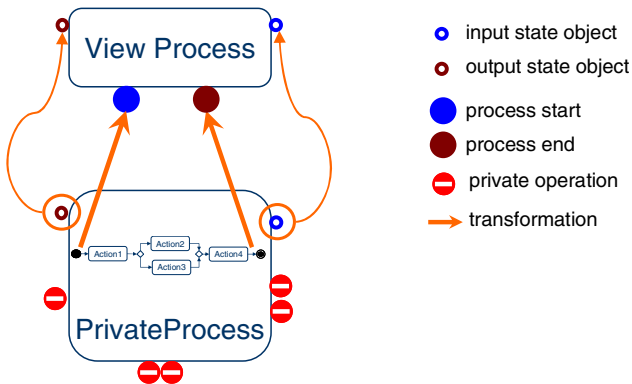 View Process
Action1
Action2
Action3
Action4
PrivateProcess
input state object
output state object
process start
process end
private operation
transformation